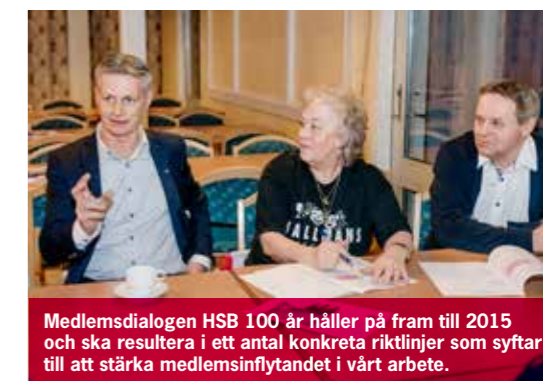 Medlemsdialogen HSB 100 år håller på fram till 2015
och ska resultera i ett antal konkreta riktlinjer som syftar
till att stärka medlemsinflytandet i vårt arbete.